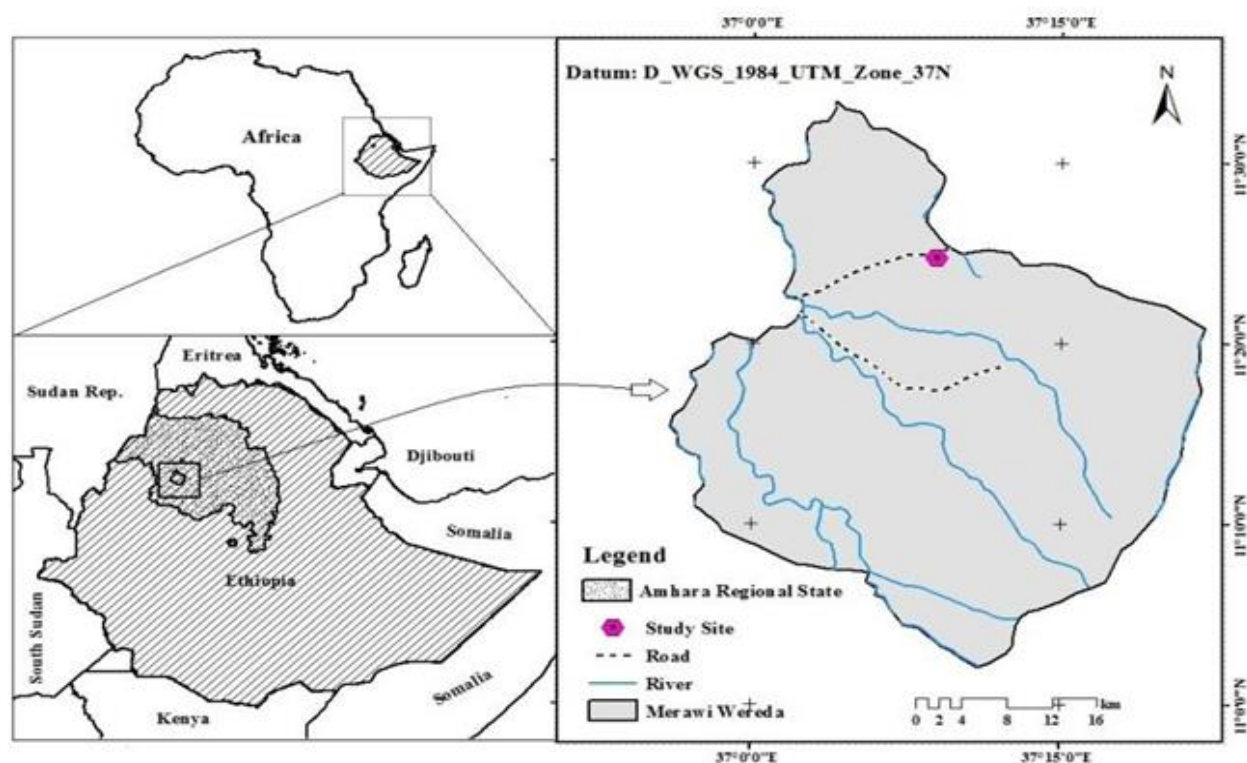 Africa
Eritrea
Sudan Rep.
Djibouti
Somalia
Ethiopia
South Sudan
Somalia
Kenya
37°0'0"E
37°15'0"E
Datum: D_WGS_1984_UTM_Zone_37N
N
11°30'0"N
11°20'0"N
11°10'0"N
11°0'0"N
Legend
Amhara Regional State
Study Site
Road
River
Merawi Wereda
km
0 2 4 8 12 16
37°0'0"E
37°15'0"E